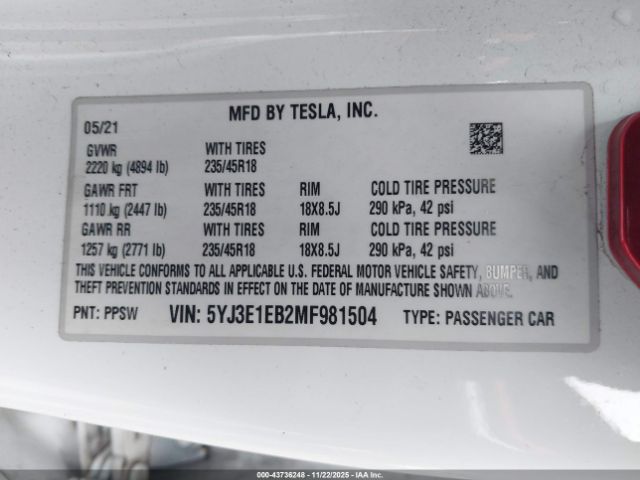 MFD BY TESLA, INC.
05/21
GVWR WITH TIRES
2220 kg (4894 lb) 235/45R18
GAWR FRT WITH TIRES RIM COLD TIRE PRESSURE
1110 kg (2447 lb) 235/45R18 18X8.5J 290 kPa, 42 psi
GAWR RR WITH TIRES RIM COLD TIRE PRESSURE
1257 kg (2771 lb) 235/45R18 18X8.5J 290 kPa, 42 psi
THIS VEHICLE CONFORMS TO ALL APPLICABLE U.S. FEDERAL MOTOR VEHICLE SAFETY, BUMPER, AND
THEFT PREVENTION STANDARDS IN EFFECT ON THE DATE OF MANUFACTURE SHOWN ABOVE.
PNT: PPSW VIN: 5YJ3E1EB2MF981504 TYPE: PASSENGER CAR
© - 43736248 - 11/22/2025 - IAA, LLC